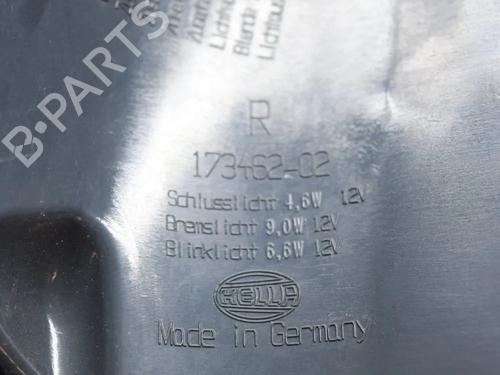 B-PARTS
R
173462-02
Schlusslicht 4,6W 12V
Bremslicht 9,0W 12V
Blinklicht 6,6W 12V
HELLA
Made in Germany